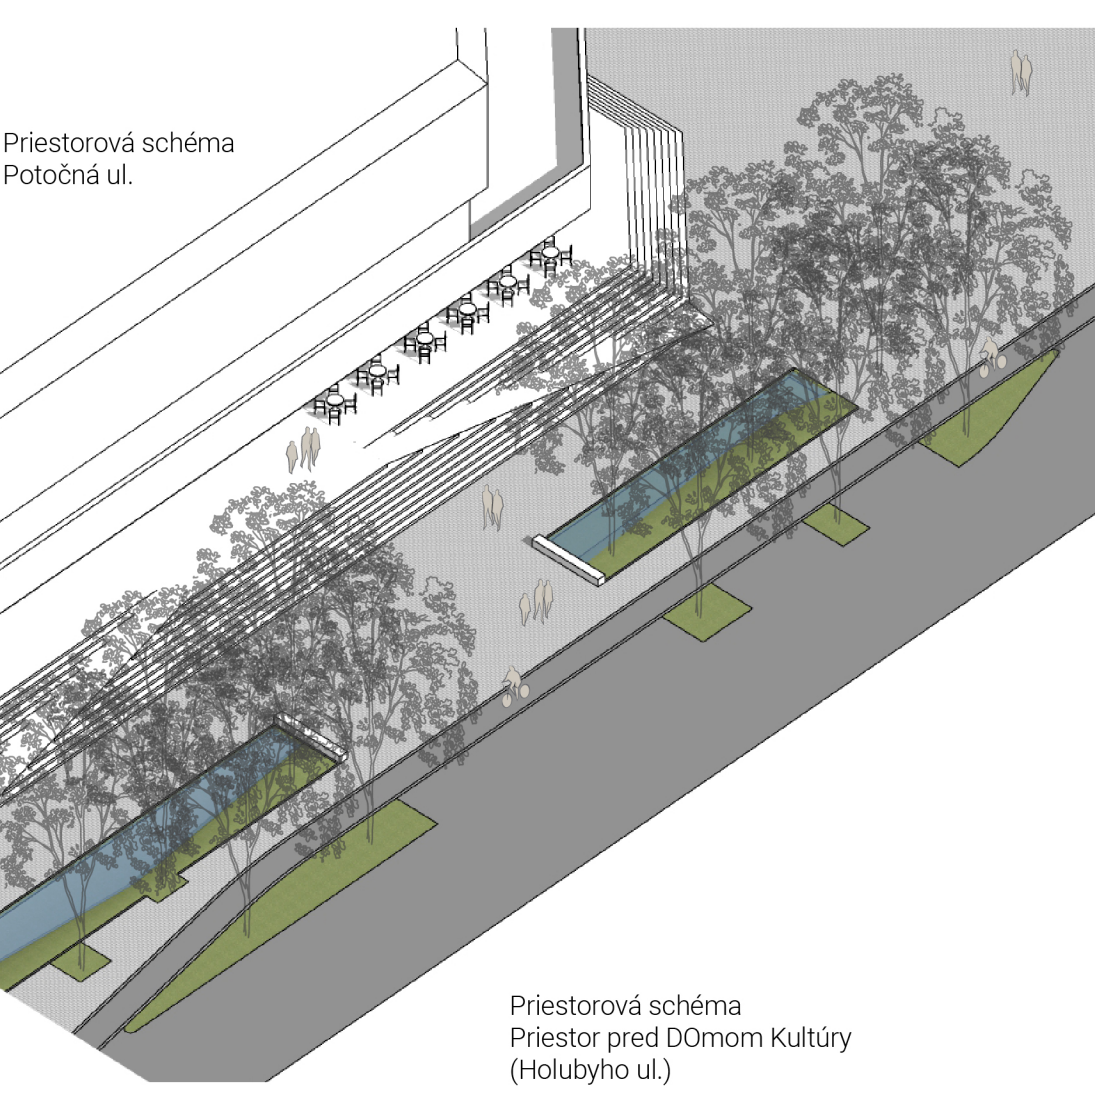 Priestorová schéma
Potočná ul.
Priestorová schéma
Priestor pred DOmom Kultúry
(Holubyho ul.)